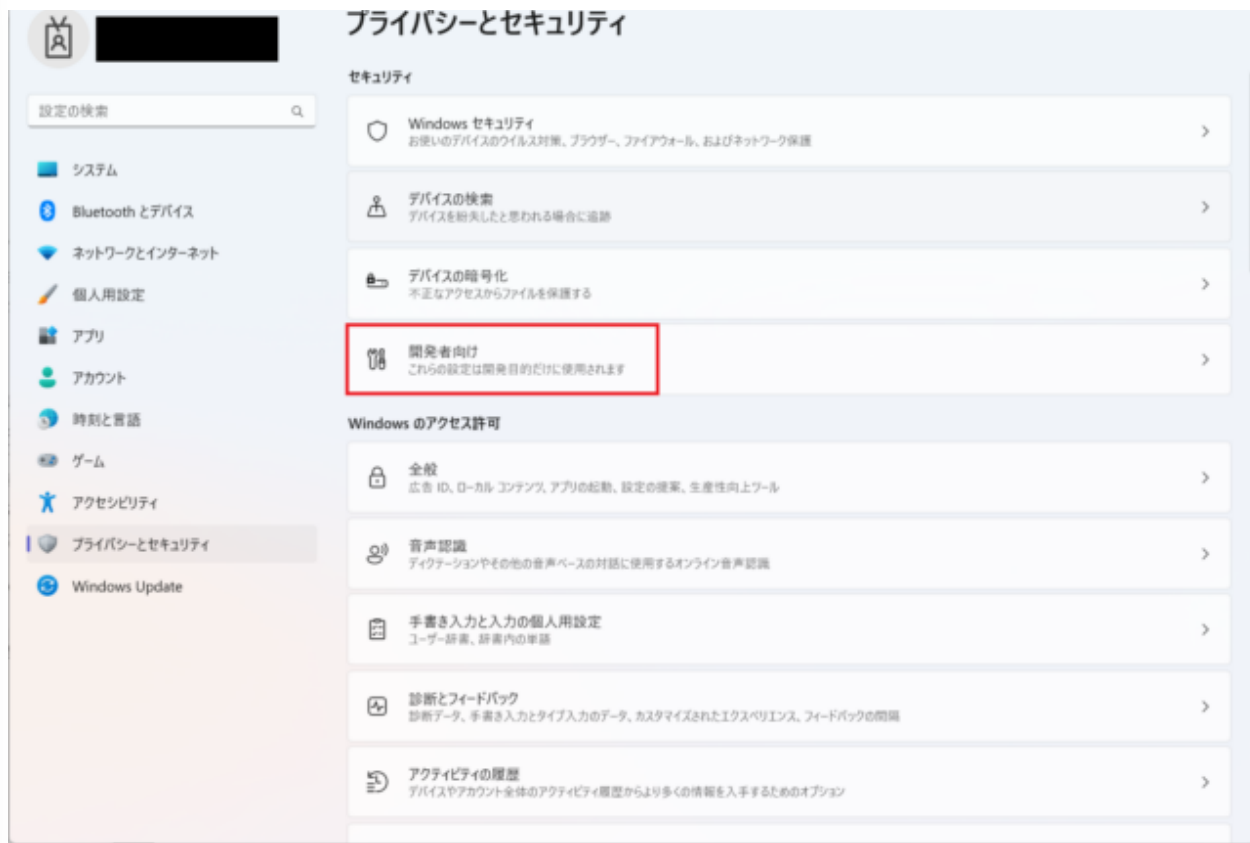 プライバシーとセキュリティ
設定の検索
システム
Bluetooth とデバイス
ネットワークとインターネット
個人用設定
アプリ
アカウント
時刻と言語
ゲーム
アクセシビリティ
プライバシーとセキュリティ
Windows Update
セキュリティ
Windows セキュリティ
お使いのデバイスのウイルス対策、ブラウザー、ファイアウォール、およびネットワーク保護
デバイスの検索
デバイスを紛失したと思われる場合に追跡
デバイスの暗号化
不正なアクセスからファイルを保護する
開発者向け
これらの設定は開発目的だけに使用されます
Windows のアクセス許可
全般
広告 ID、ローカル コンテンツ、アプリの起動、設定の提案、生産性向上ツール
音声認識
ディクテーションやその他の音声ベースの対話に使用するオンライン音声認識
手書き入力と入力の個人用設定
ユーザー辞書、辞書内の単語
診断とフィードバック
診断データ、手書き入力とタイプ入力のデータ、カスタマイズされたエクスペリエンス、フィードバックの間隔
アクティビティの履歴
デバイスやアカウント全体のアクティビティ履歴からより多くの情報を入手するためのオプション